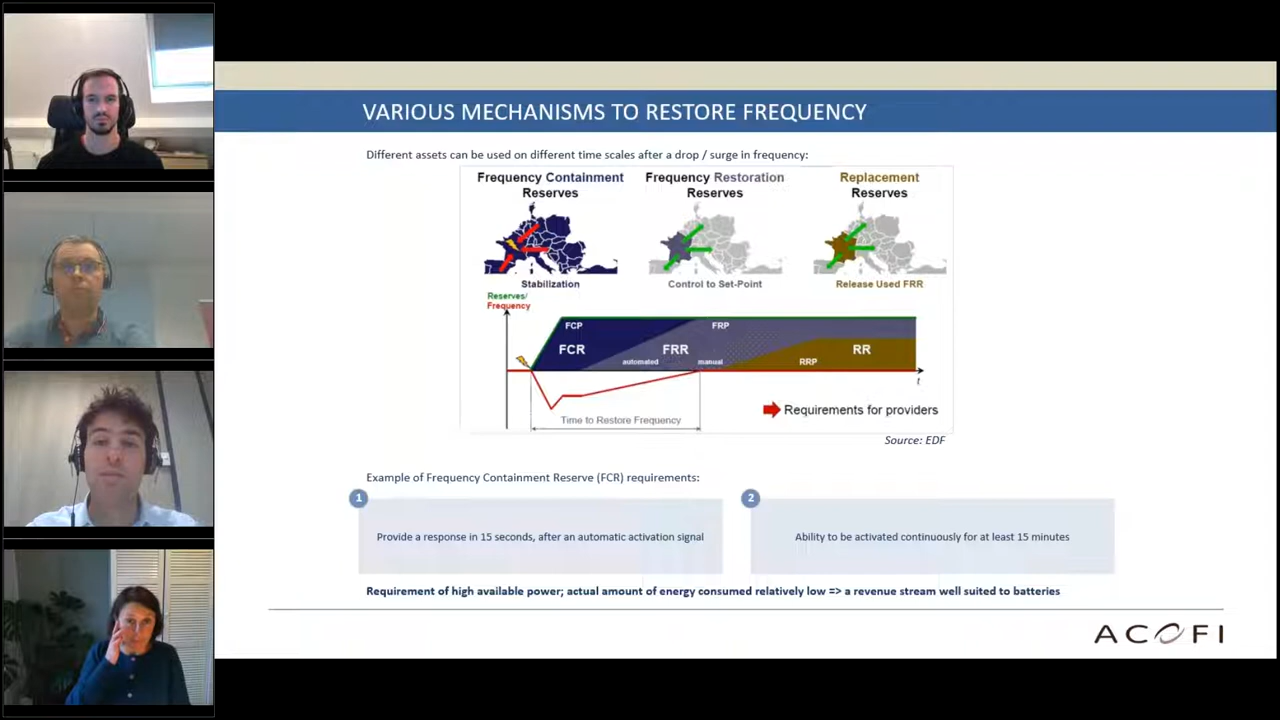 VARIOUS MECHANISMS TO RESTORE FREQUENCY
Different assets can be used on different time scales after a drop / surge in frequency:
Frequency Containment
Reserves
Frequency Restoration
Reserves
Replacement
Reserves
Stabilization
Control to Set-Point
Release Used FRR
Reserves/
Frequency
FCP
FRP
FCR
FRR
RR
automated
manual
RRP
t
Time to Restore Frequency
Requirements for providers
Source: EDF
Example of Frequency Containment Reserve (FCR) requirements:
1
2
Provide a response in 15 seconds, after an automatic activation signal
Ability to be activated continuously for at least 15 minutes
Requirement of high available power; actual amount of energy consumed relatively low => a revenue stream well suited to batteries
ACOFI